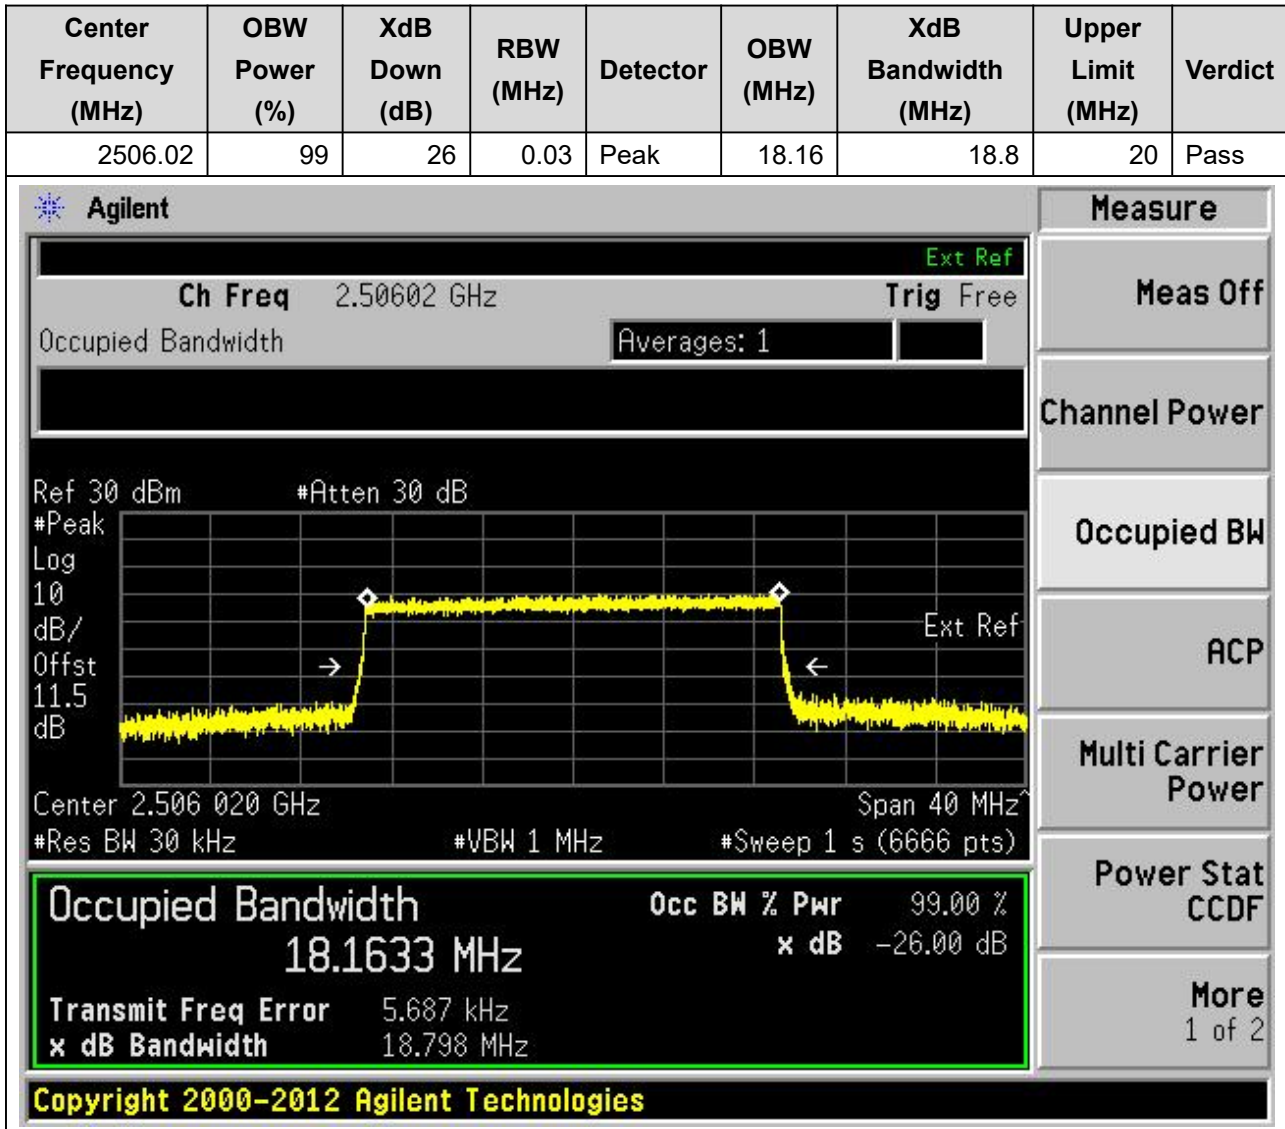 Center Frequency (MHz) OBW Power (%) XdB Down (dB) RBW (MHz) Detector OBW (MHz) XdB Bandwidth (MHz) Upper Limit (MHz) Verdict
2506.02 99 26 0.03 Peak 18.16 18.8 20 Pass
Agilent
Measure
Ext Ref
Ch Freq 2.50602 GHz Trig Free
Meas Off
Occupied Bandwidth Averages: 1
Channel Power
Ref 30 dBm #Atten 30 dB
#Peak
Log
10
dB/
Offst
11.5
dB
Ext Ref
Occupied BW
ACP
Center 2.506 020 GHz Span 40 MHz^
#Res BW 30 kHz #VBW 1 MHz #Sweep 1 s (6666 pts)
Multi Carrier
Power
Occupied Bandwidth Occ BW % Pwr 99.00 %
18.1633 MHz x dB -26.00 dB
Power Stat
CCDF
Transmit Freq Error 5.687 kHz
x dB Bandwidth 18.798 MHz
More
1 of 2
Copyright 2000-2012 Agilent Technologies